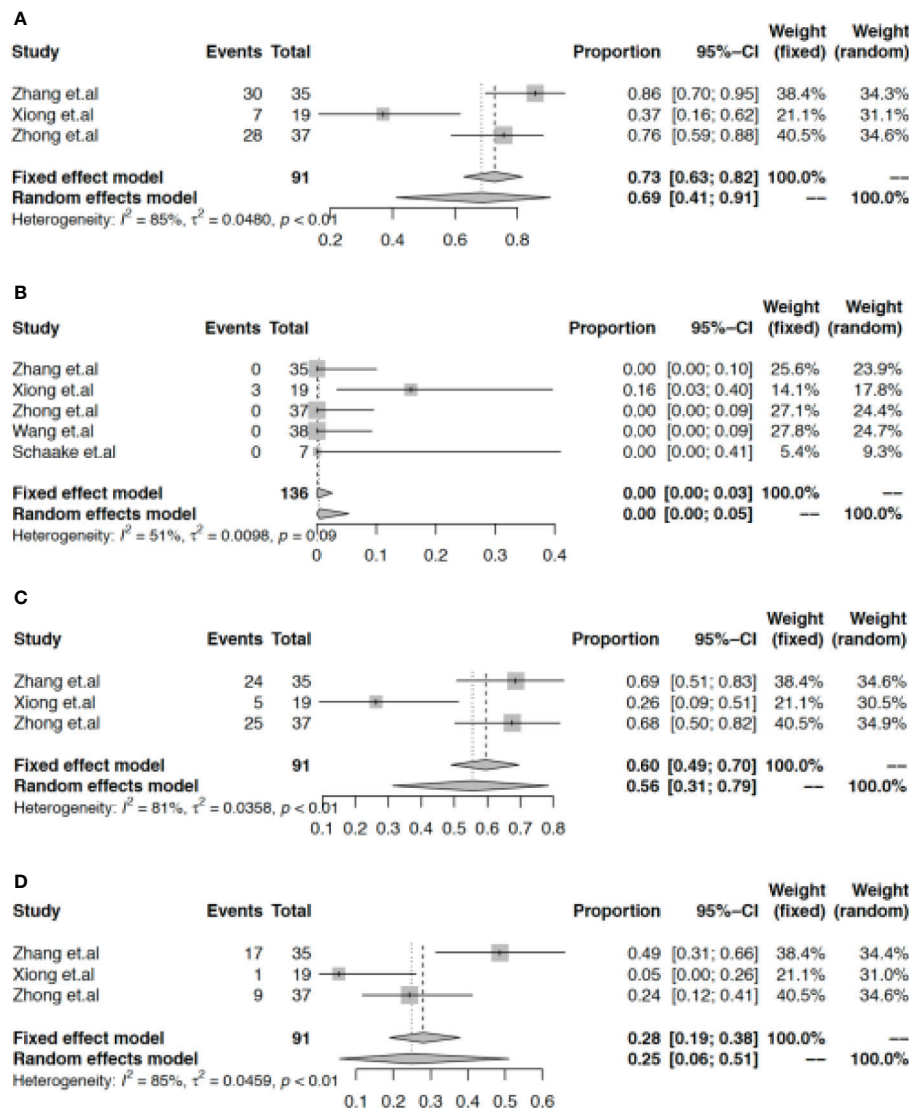 A
Weight Weight
Study Events Total Proportion 95%−CI (fixed) (random)
Zhang et.al 30 35 0.86 [0.70; 0.95] 38.4% 34.3%
Xiong et.al 7 19 0.37 [0.16; 0.62] 21.1% 31.1%
Zhong et.al 28 37 0.76 [0.59; 0.88] 40.5% 34.6%
Fixed effect model 91 0.73 [0.63; 0.82] 100.0% −−
Random effects model 0.69 [0.41; 0.91] −− 100.0%
Heterogeneity: I² = 85%, τ² = 0.0480, p < 0.01
0.2 0.4 0.6 0.8
B
Weight Weight
Study Events Total Proportion 95%−CI (fixed) (random)
Zhang et.al 0 35 0.00 [0.00; 0.10] 25.6% 23.9%
Xiong et.al 3 19 0.16 [0.03; 0.40] 14.1% 17.8%
Zhong et.al 0 37 0.00 [0.00; 0.09] 27.1% 24.4%
Wang et.al 0 38 0.00 [0.00; 0.09] 27.8% 24.7%
Schaake et.al 0 7 0.00 [0.00; 0.41] 5.4% 9.3%
Fixed effect model 136 0.00 [0.00; 0.03] 100.0% −−
Random effects model 0.00 [0.00; 0.05] −− 100.0%
Heterogeneity: I² = 51%, τ² = 0.0098, p = 0.09
0 0.1 0.2 0.3 0.4
C
Weight Weight
Study Events Total Proportion 95%−CI (fixed) (random)
Zhang et.al 24 35 0.69 [0.51; 0.83] 38.4% 34.6%
Xiong et.al 5 19 0.26 [0.09; 0.51] 21.1% 30.5%
Zhong et.al 25 37 0.68 [0.50; 0.82] 40.5% 34.9%
Fixed effect model 91 0.60 [0.49; 0.70] 100.0% −−
Random effects model 0.56 [0.31; 0.79] −− 100.0%
Heterogeneity: I² = 81%, τ² = 0.0358, p < 0.01
0.1 0.2 0.3 0.4 0.5 0.6 0.7 0.8
D
Weight Weight
Study Events Total Proportion 95%−CI (fixed) (random)
Zhang et.al 17 35 0.49 [0.31; 0.66] 38.4% 34.4%
Xiong et.al 1 19 0.05 [0.00; 0.26] 21.1% 31.0%
Zhong et.al 9 37 0.24 [0.12; 0.41] 40.5% 34.6%
Fixed effect model 91 0.28 [0.19; 0.38] 100.0% −−
Random effects model 0.25 [0.06; 0.51] −− 100.0%
Heterogeneity: I² = 85%, τ² = 0.0459, p < 0.01
0.1 0.2 0.3 0.4 0.5 0.6